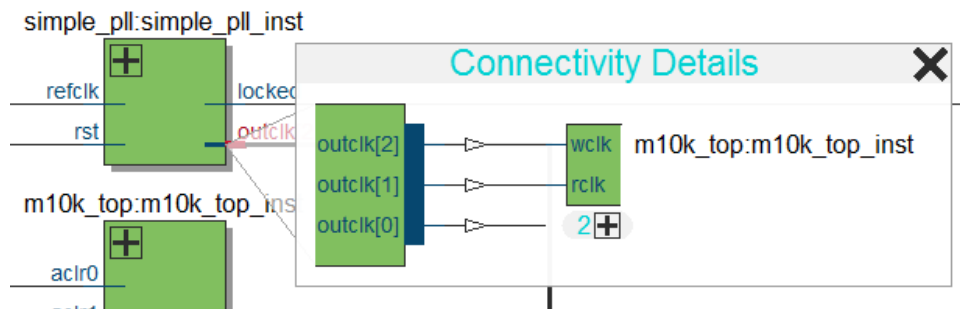 simple_pll:simple_pll_inst
refclk
locked
rst
outclk
m10k_top:m10k_top_ins
aclr0
Connectivity Details
outclk[2]
wclk
m10k_top:m10k_top_inst
outclk[1]
rclk
outclk[0]
2